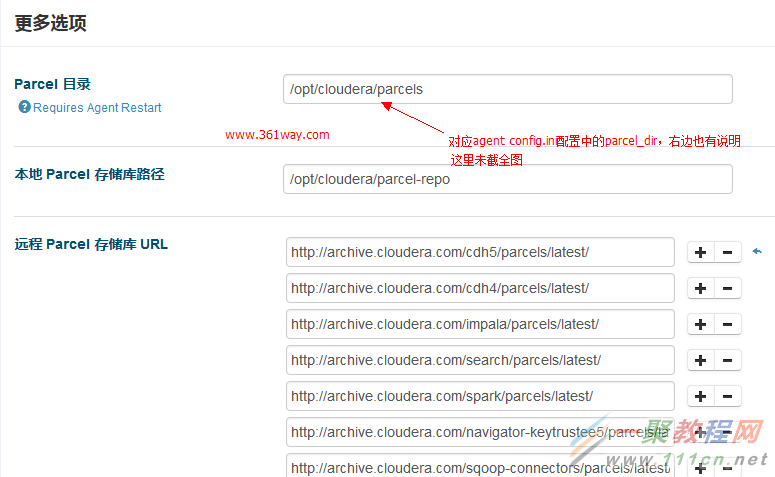 更多选项
Parcel 目录
/opt/cloudera/parcels
Requires Agent Restart
www.361way.com
对应agent config.in配置中的parcel_dir，右边也有说明
这里未截全图
本地 Parcel 存储库路径
/opt/cloudera/parcel-repo
远程 Parcel 存储库 URL
http://archive.cloudera.com/cdh5/parcels/latest/
http://archive.cloudera.com/cdh4/parcels/latest/
http://archive.cloudera.com/impala/parcels/latest/
http://archive.cloudera.com/search/parcels/latest/
http://archive.cloudera.com/spark/parcels/latest/
http://archive.cloudera.com/navigator-keytrustee5/parcels/la
http://archive.cloudera.com/sqoop-connectors/parcels/latest/
一聚教程网
www.111cn.net